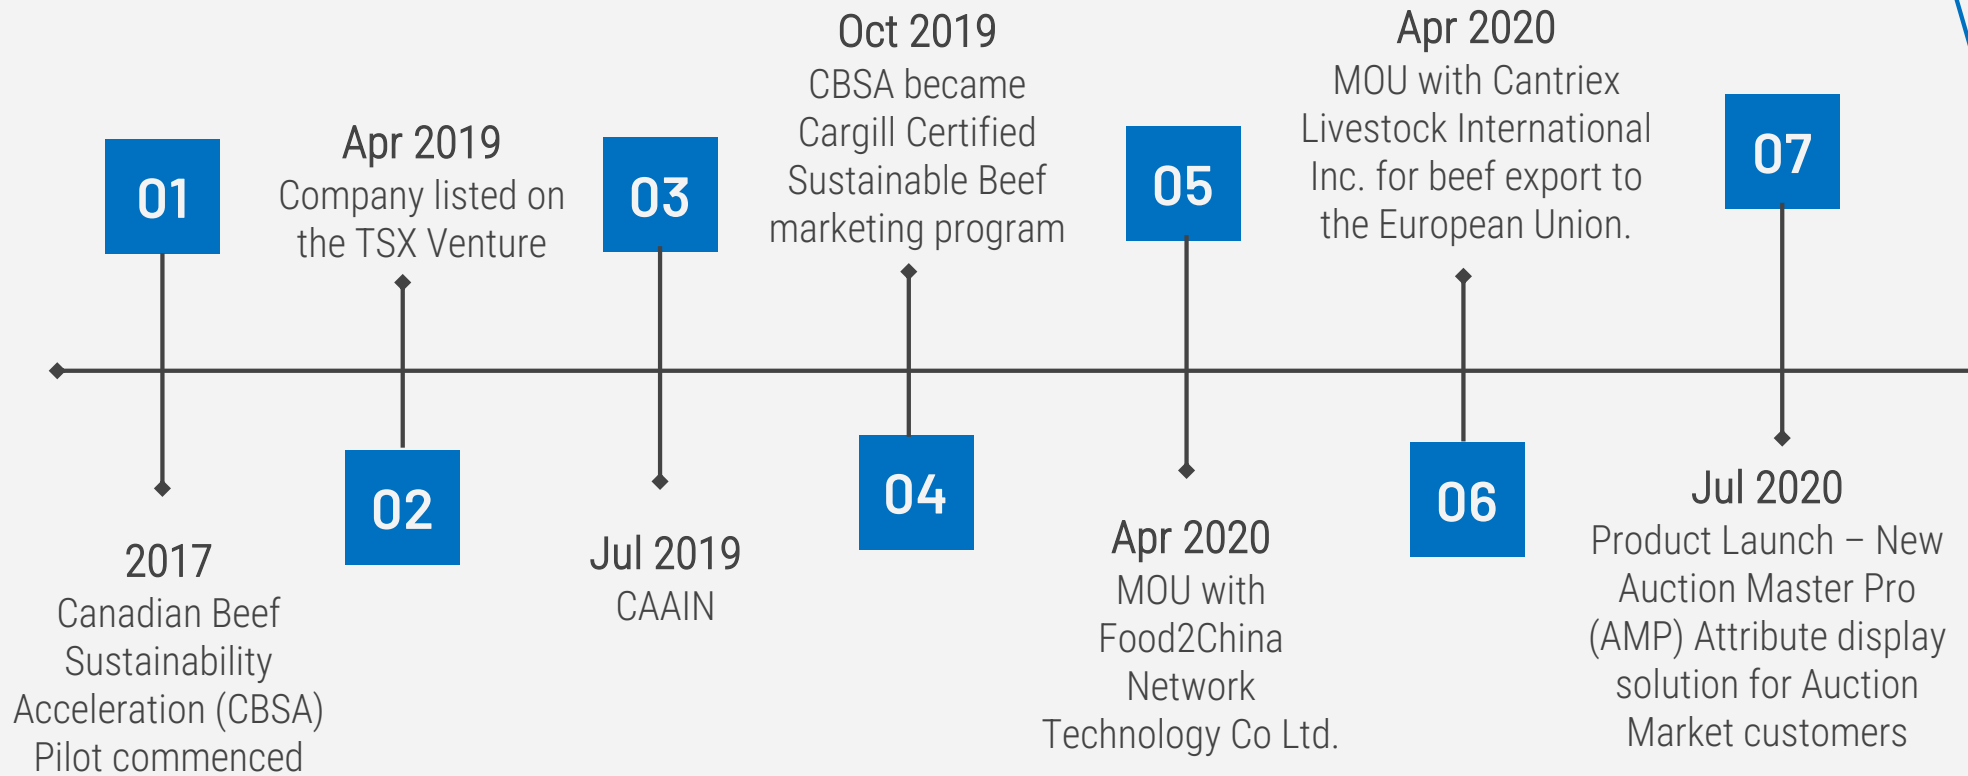 01
2017
Canadian Beef
Sustainability
Acceleration (CBSA)
Pilot commenced
Apr 2019
Company listed on
the TSX Venture
02
03
Jul 2019
CAAIN
Oct 2019
CBSA became
Cargill Certified
Sustainable Beef
marketing program
04
05
Apr 2020
MOU with
Food2China
Network
Technology Co Ltd.
Apr 2020
MOU with Cantriex
Livestock International
Inc. for beef export to
the European Union.
06
07
Jul 2020
Product Launch – New
Auction Master Pro
(AMP) Attribute display
solution for Auction
Market customers